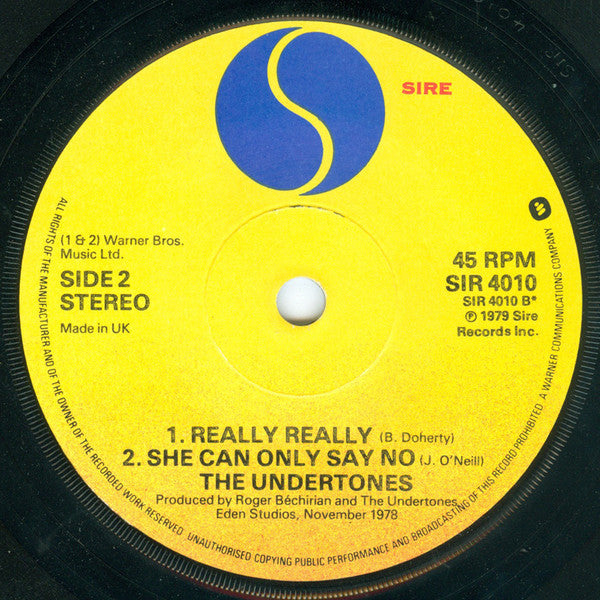 SIRE
(1 & 2) Warner Bros.
Music Ltd.
SIDE 2
STEREO
Made in UK
45 RPM
SIR 4010
SIR 4010 B*
℗ 1979 Sire
Records Inc.
1. REALLY REALLY (B. Doherty)
2. SHE CAN ONLY SAY NO (J. O'Neill)
THE UNDERTONES
Produced by Roger Béchirian and The Undertones
Eden Studios, November 1978
ALL RIGHTS OF THE MANUFACTURER AND OF THE OWNER OF THE RECORDED WORK RESERVED. UNAUTHORISED COPYING PUBLIC PERFORMANCE AND BROADCASTING OF THIS RECORD PROHIBITED. A WARNER COMMUNICATIONS COMPANY